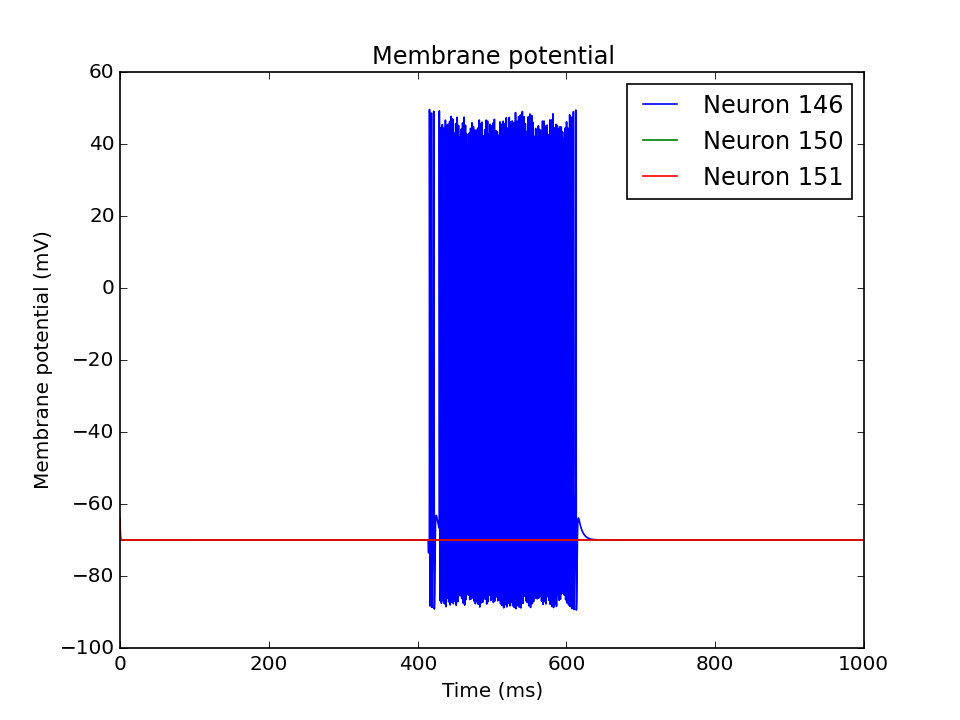 Membrane potential
60
40
20
0
−20
−40
−60
−80
−100
Membrane potential (mV)
Neuron 146
Neuron 150
Neuron 151
0 200 400 600 800 1000
Time (ms)